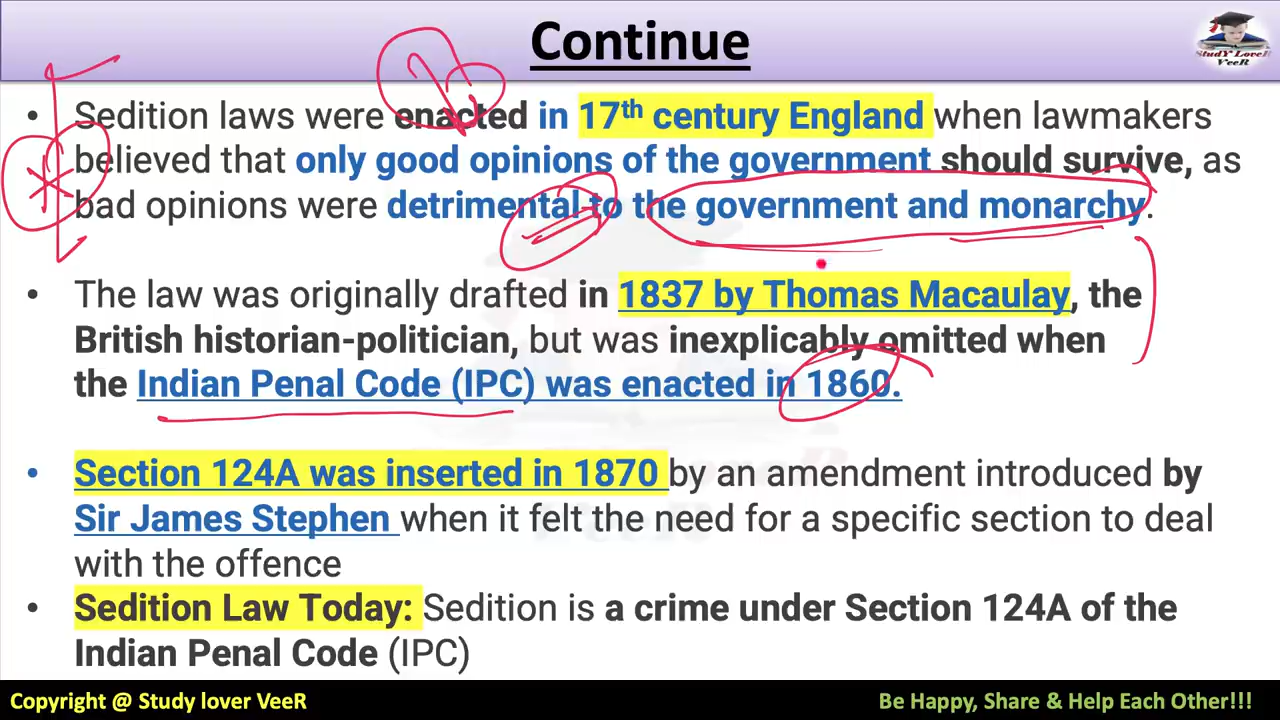 Continue
StudY LoveR
VeeR
• Sedition laws were enacted in 17th century England when lawmakers
believed that only good opinions of the government should survive, as
bad opinions were detrimental to the government and monarchy.
• The law was originally drafted in 1837 by Thomas Macaulay, the
British historian-politician, but was inexplicably omitted when
the Indian Penal Code (IPC) was enacted in 1860.
• Section 124A was inserted in 1870 by an amendment introduced by
Sir James Stephen when it felt the need for a specific section to deal
with the offence
• Sedition Law Today: Sedition is a crime under Section 124A of the
Indian Penal Code (IPC)
Copyright @ Study lover VeeR
Be Happy, Share & Help Each Other!!!